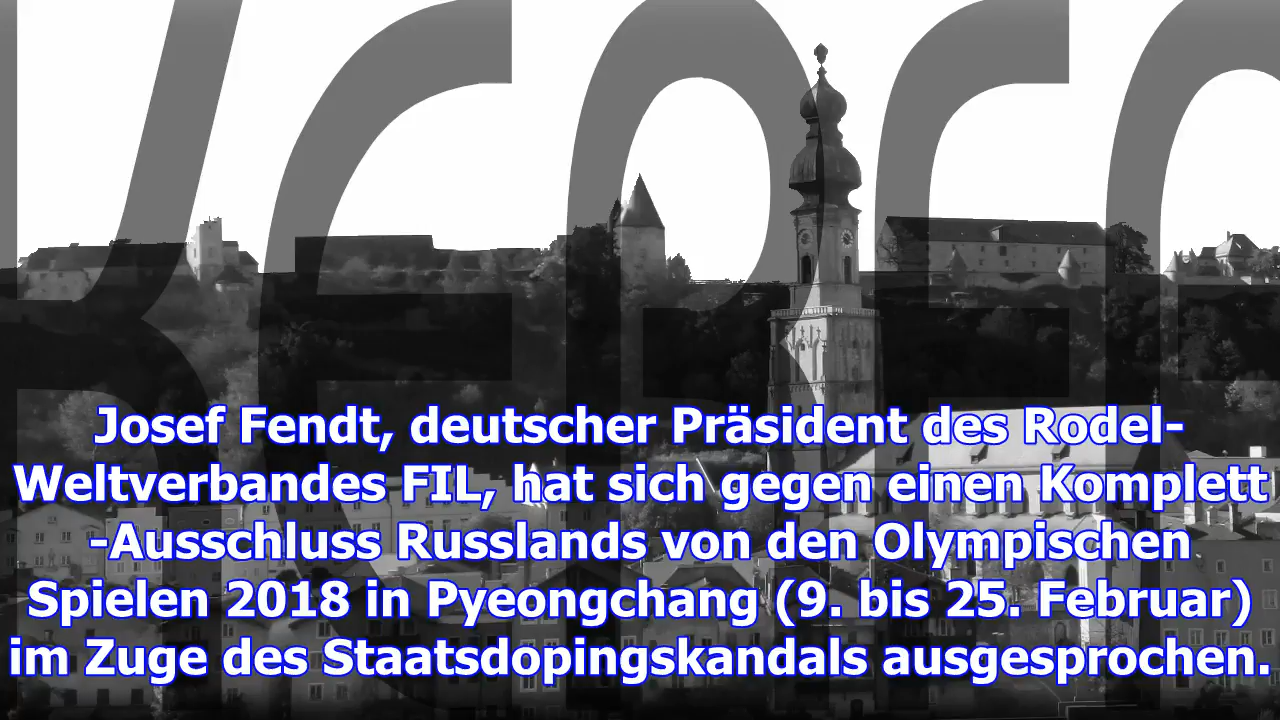 Josef Fendt, deutscher Präsident des Rodel-
Weltverbandes FIL, hat sich gegen einen Komplett
-Ausschluss Russlands von den Olympischen
Spielen 2018 in Pyeongchang (9. bis 25. Februar)
im Zuge des Staatsdopingskandals ausgesprochen.